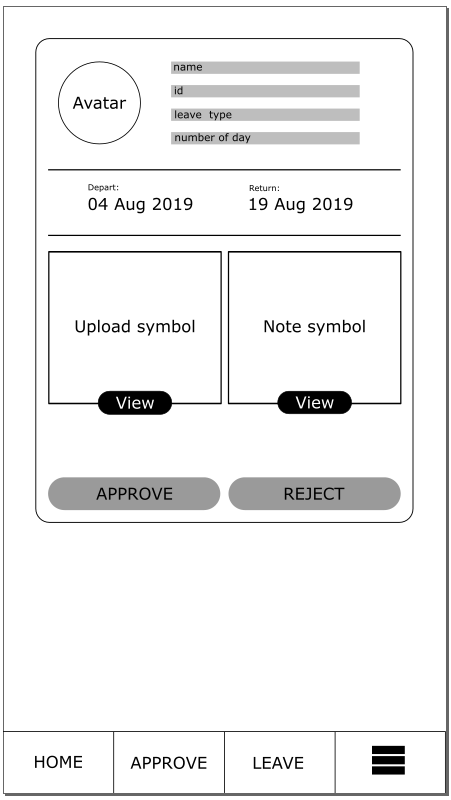 Avatar
name
id
leave type
number of day
Depart:
04 Aug 2019
Return:
19 Aug 2019
Upload symbol
View
Note symbol
View
APPROVE
REJECT
HOME
APPROVE
LEAVE